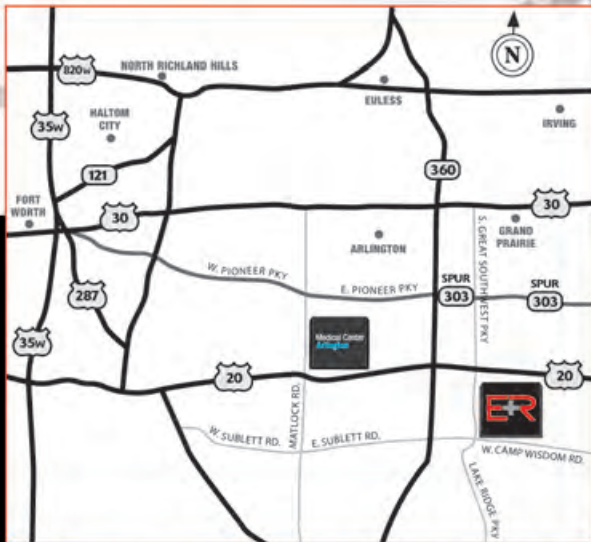 N
820W
NORTH RICHLAND HILLS
EULESS
IRVING
HALTOM
CITY
35W
121
360
FORT
WORTH
30
30
GRAND
PRAIRIE
ARLINGTON
S. GREAT SOUTHWEST PKY
W. PIONEER PKY
E. PIONEER PKY
SPUR
303
SPUR
303
287
Medical Center
Arlington
35W
20
20
MATLOCK RD.
E+R
W. SUBLETT RD.
E. SUBLETT RD.
W. CAMP WISDOM RD.
LAKE RIDGE PKY